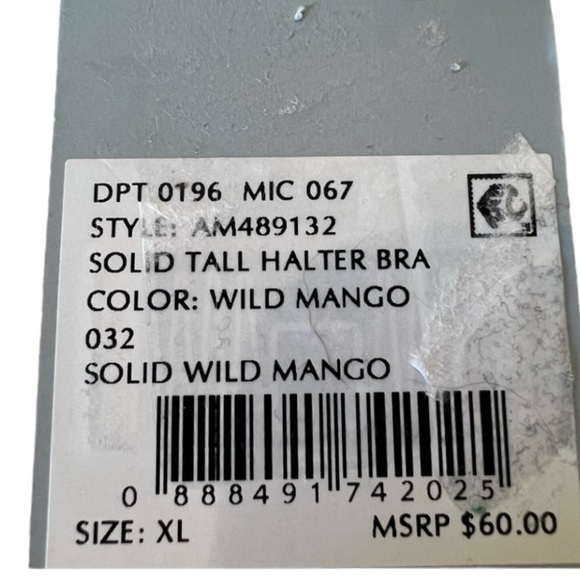 DPT 0196 MIC 067
STYLE: AM489132
SOLID TALL HALTER BRA
COLOR: WILD MANGO
032
SOLID WILD MANGO
0 888491 742025
SIZE: XL MSRP $60.00